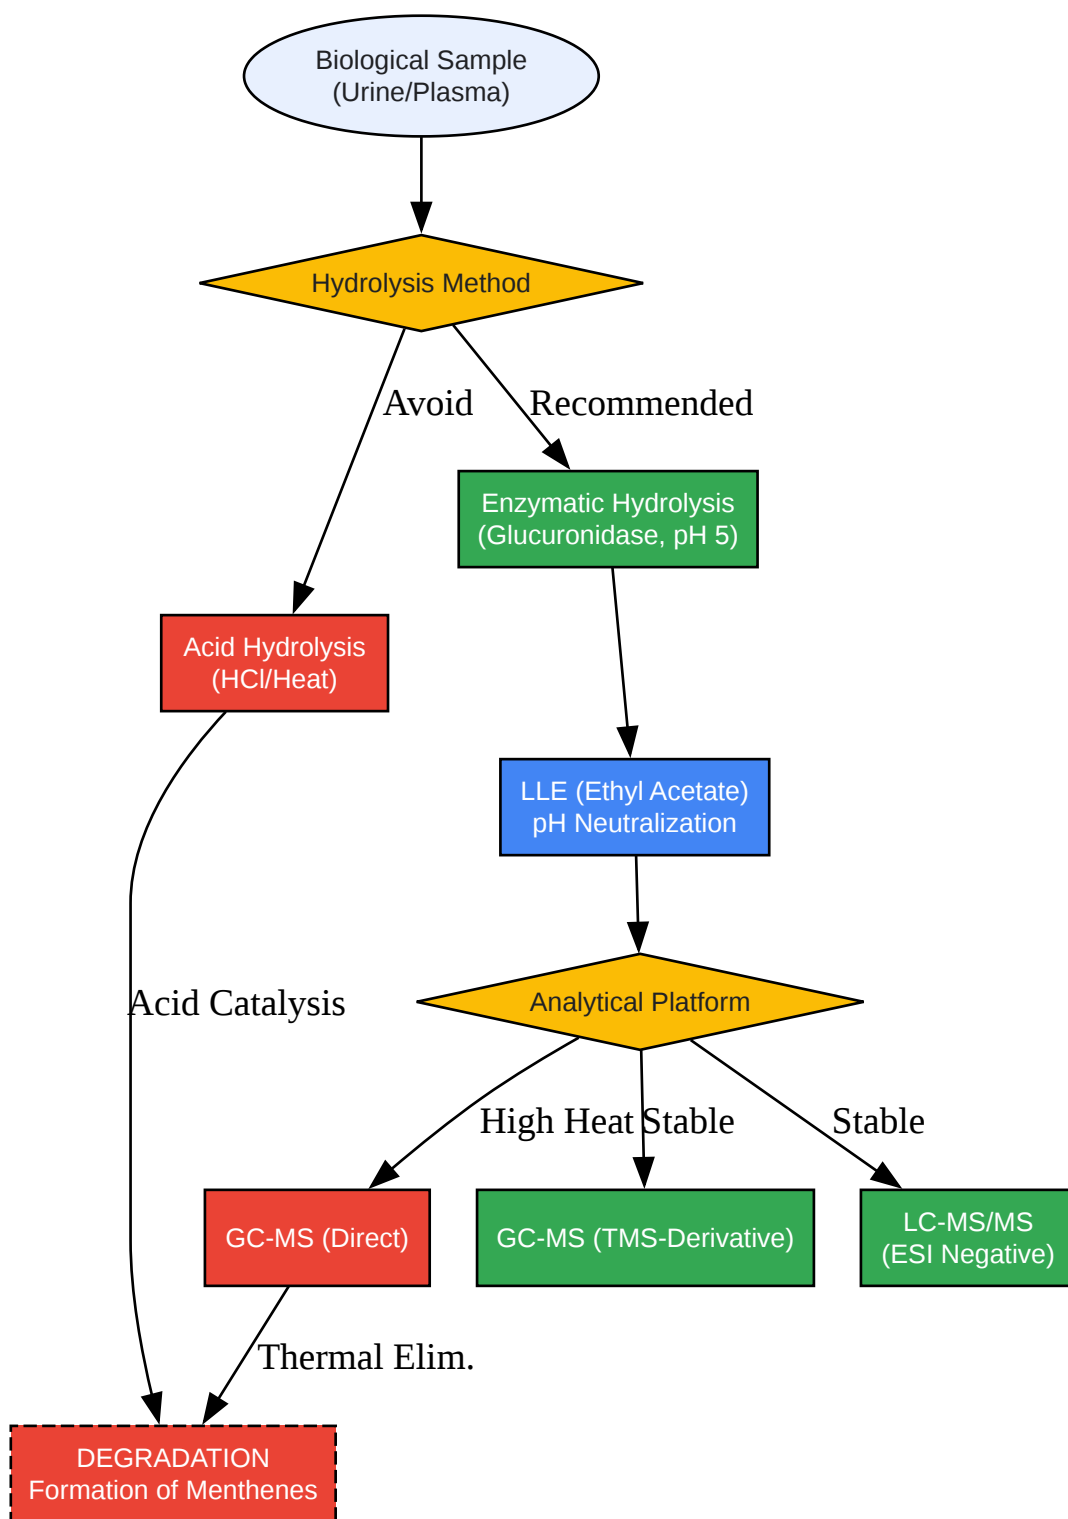 Biological Sample
(Urine/Plasma)
Hydrolysis Method
Avoid
Recommended
Enzymatic Hydrolysis
(Glucuronidase, pH 5)
Acid Hydrolysis
(HCl/Heat)
LLE (Ethyl Acetate)
pH Neutralization
Acid Catalysis
Analytical Platform
High Heat
Stable
Stable
GC-MS (Direct)
GC-MS (TMS-Derivative)
LC-MS/MS
(ESI Negative)
Thermal Elim.
DEGRADATION
Formation of Menthenes